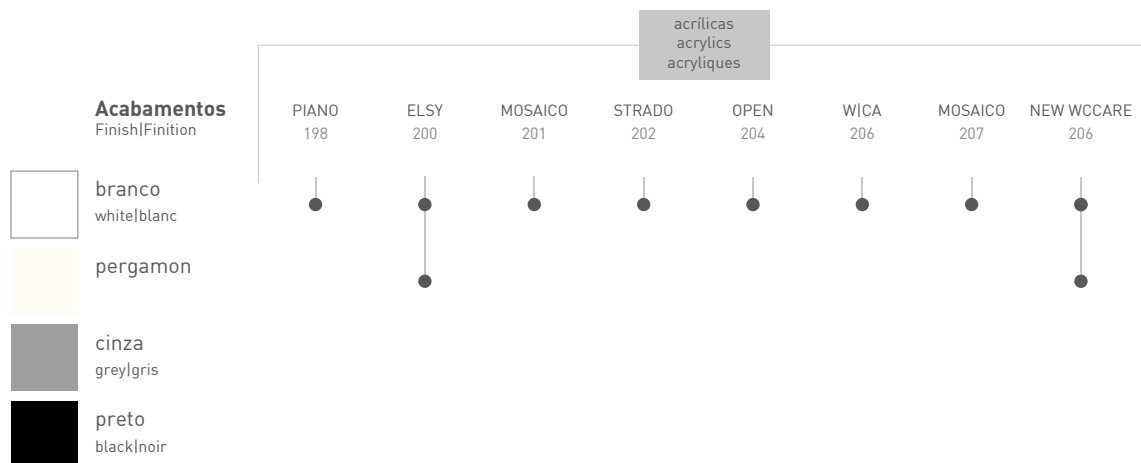 acrílicas
acrylics
acryliques
Acabamentos
Finish|Finition
PIANO ELSY MOSAICO STRADO OPEN W|CA MOSAICO NEW WCCARE
198 200 201 202 204 206 207 206
branco
white|blanc
pergamon
cinza
grey|gris
preto
black|noir